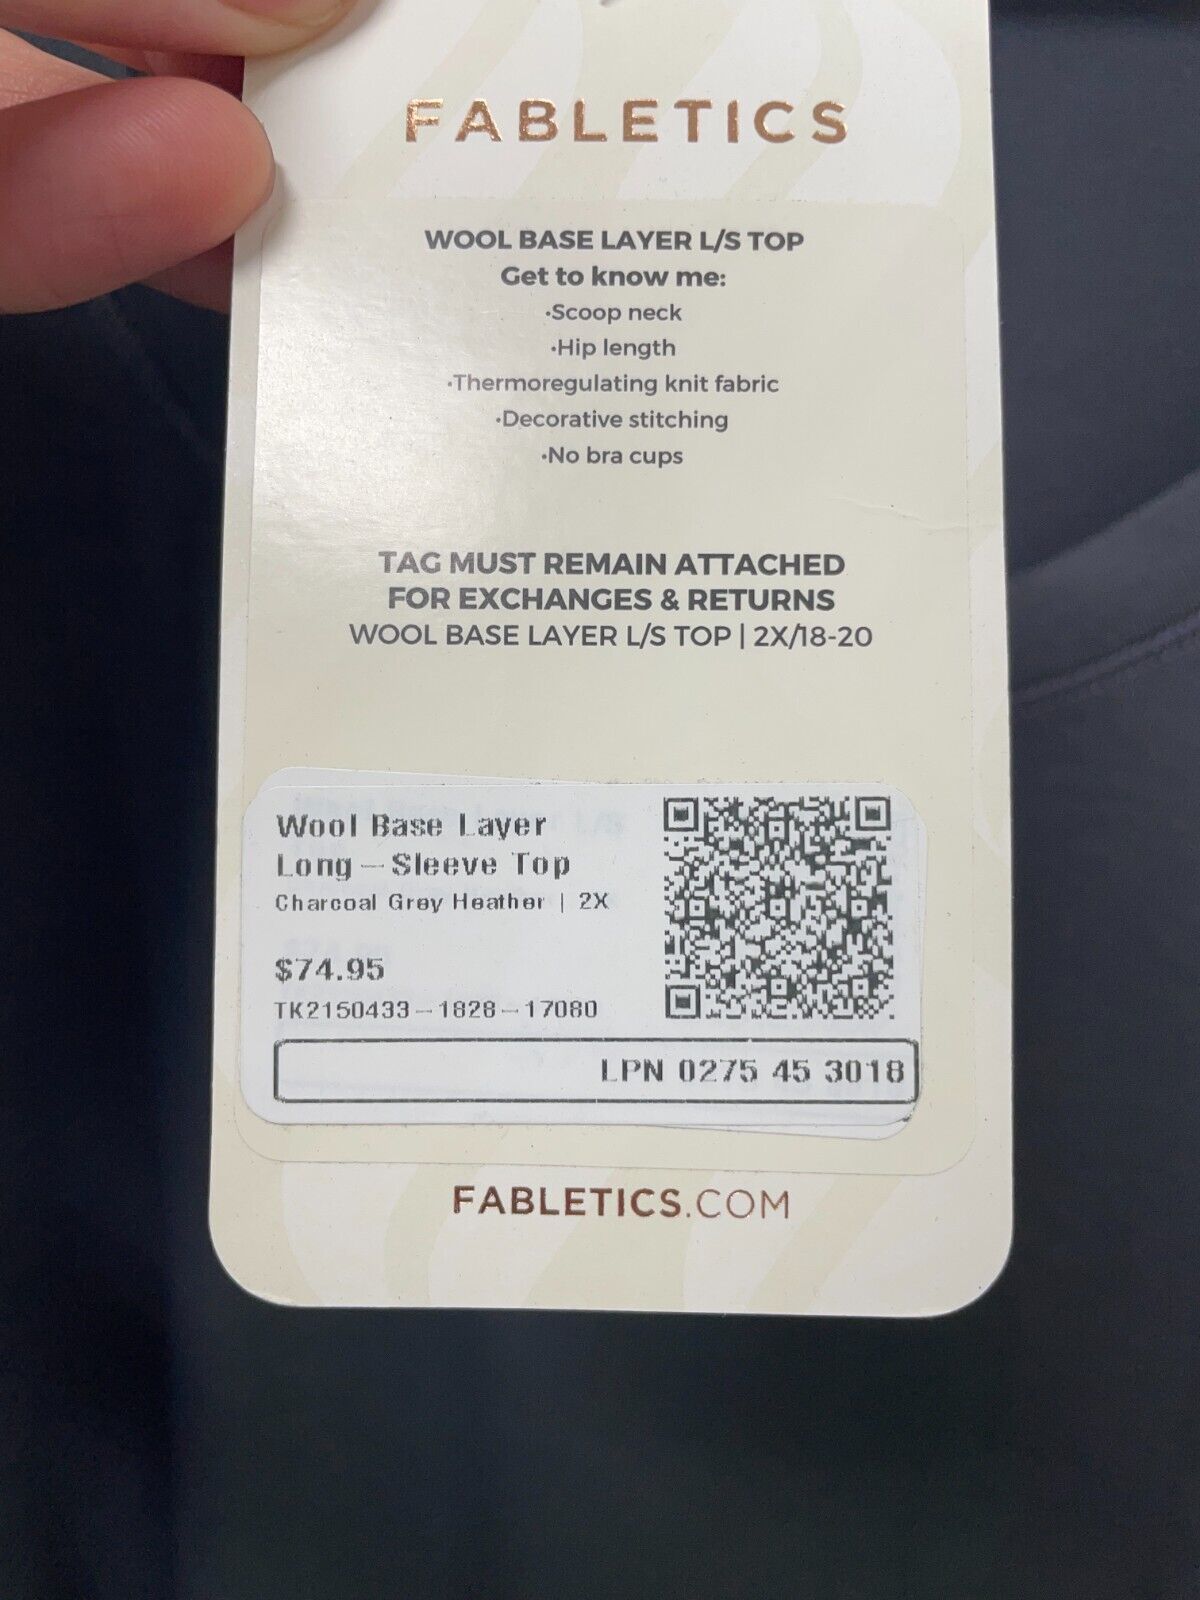 FABLETICS
WOOL BASE LAYER L/S TOP
Get to know me:
•Scoop neck
•Hip length
•Thermoregulating knit fabric
•Decorative stitching
•No bra cups
TAG MUST REMAIN ATTACHED
FOR EXCHANGES & RETURNS
WOOL BASE LAYER L/S TOP | 2X/18-20
Wool Base Layer
Long-Sleeve Top
Charcoal Grey Heather | 2X
$74.95
TK2150433-1828-17080
LPN 0275 45 3018
FABLETICS.COM